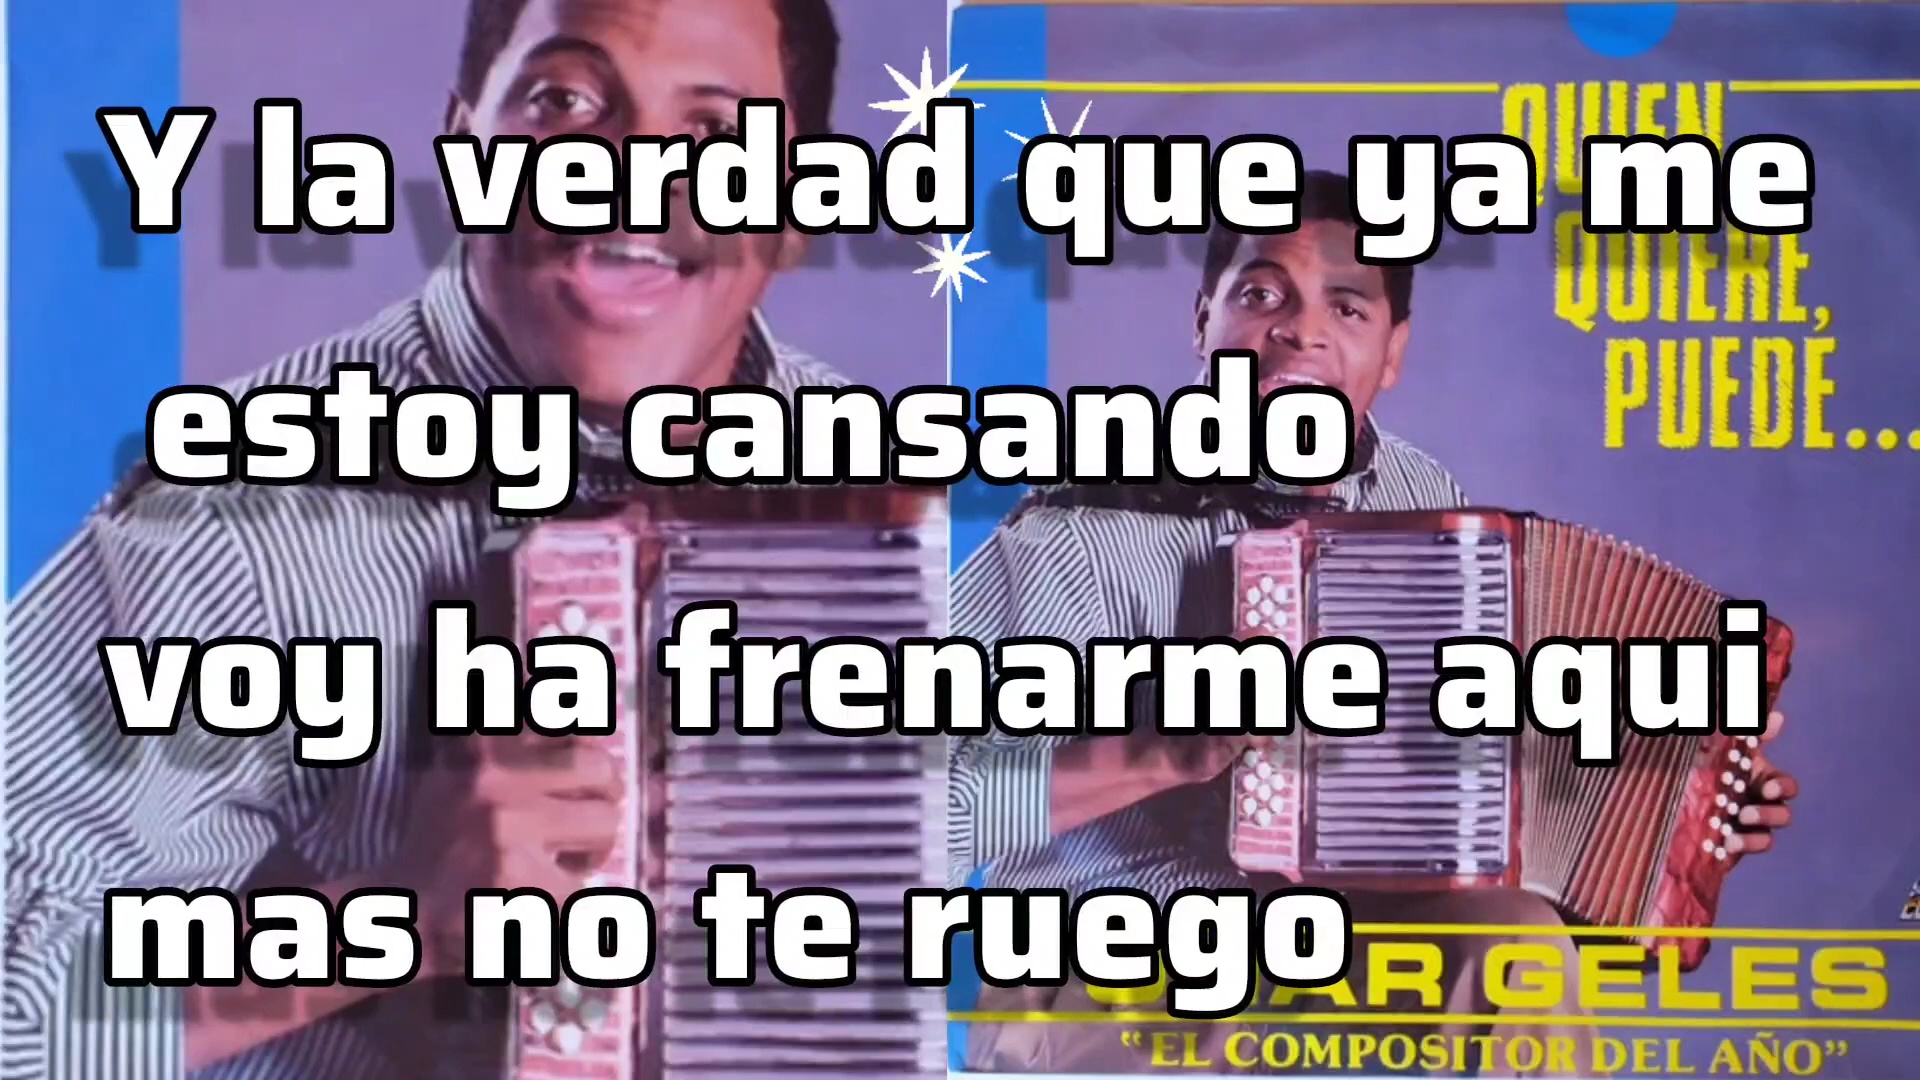 Y la verdad que ya me
estoy cansando
voy ha frenarme aqui
mas no te ruego
QUIEN
QUIERE,
PUEDE...
GELES
"EL COMPOSITOR DEL AÑO"